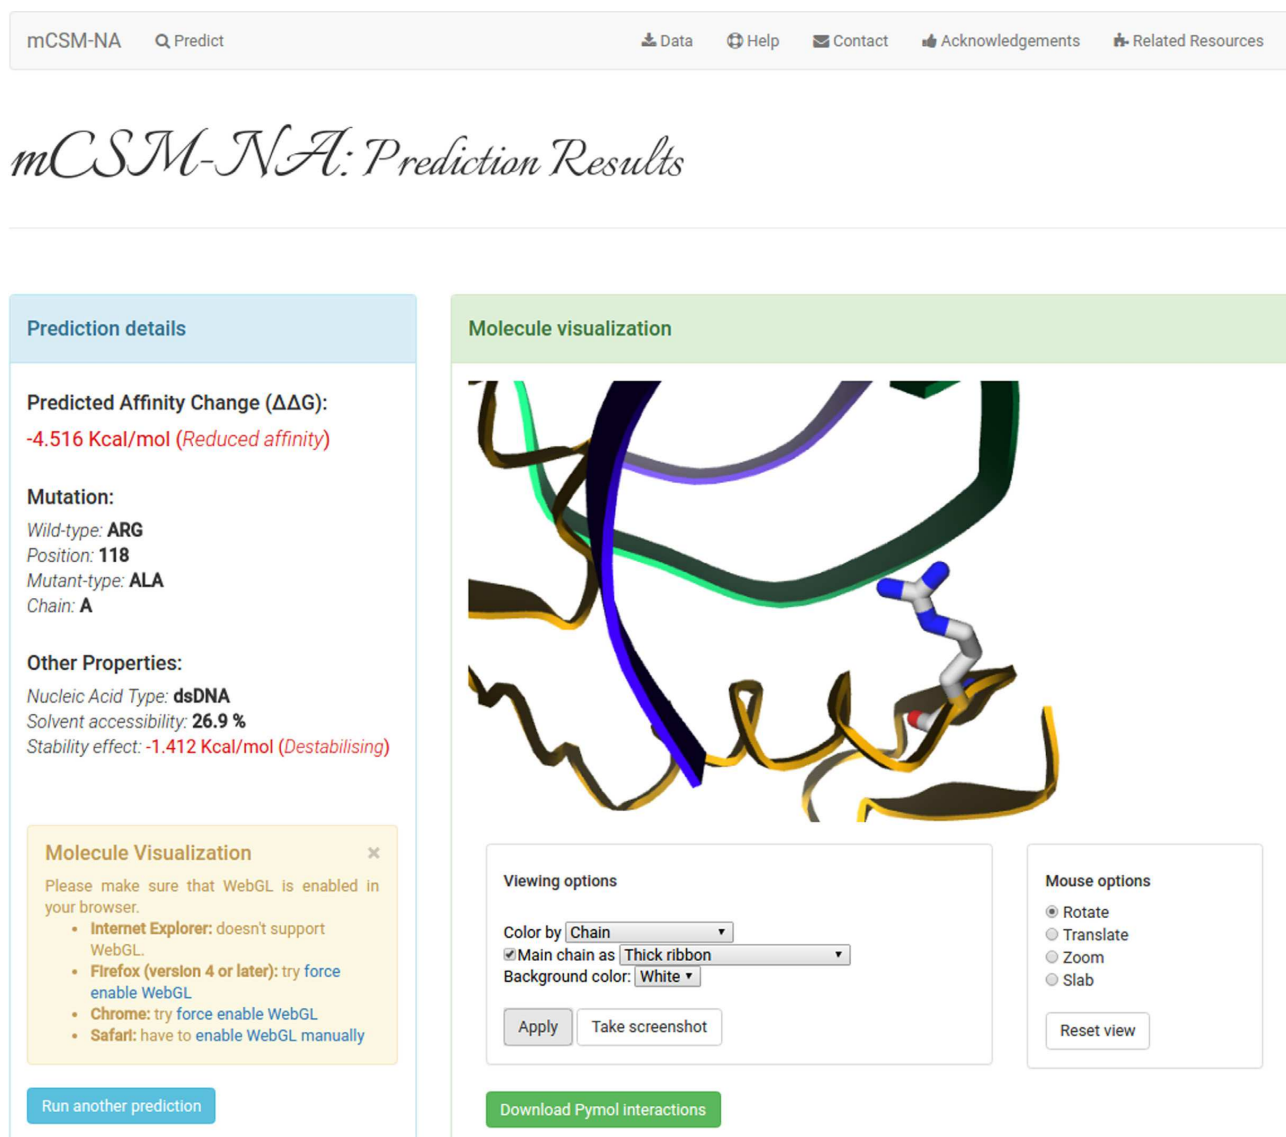 mCSM-NA Predict Data Help Contact Acknowledgements Related Resources
mCSM-NA: Prediction Results
Prediction details
Predicted Affinity Change (ΔΔG):
-4.516 Kcal/mol (Reduced affinity)
Mutation:
Wild-type: ARG
Position: 118
Mutant-type: ALA
Chain: A
Other Properties:
Nucleic Acid Type: dsDNA
Solvent accessibility: 26.9 %
Stability effect: -1.412 Kcal/mol (Destabilising)
Molecule Visualization ×
Please make sure that WebGL is enabled in
your browser.
• Internet Explorer: doesn't support
WebGL.
• Firefox (version 4 or later): try force
enable WebGL
• Chrome: try force enable WebGL
• Safari: have to enable WebGL manually
Run another prediction
Molecule visualization
Viewing options
Color by Chain
Main chain as Thick ribbon
Background color: White
Apply Take screenshot
Mouse options
Rotate
Translate
Zoom
Slab
Reset view
Download Pymol interactions